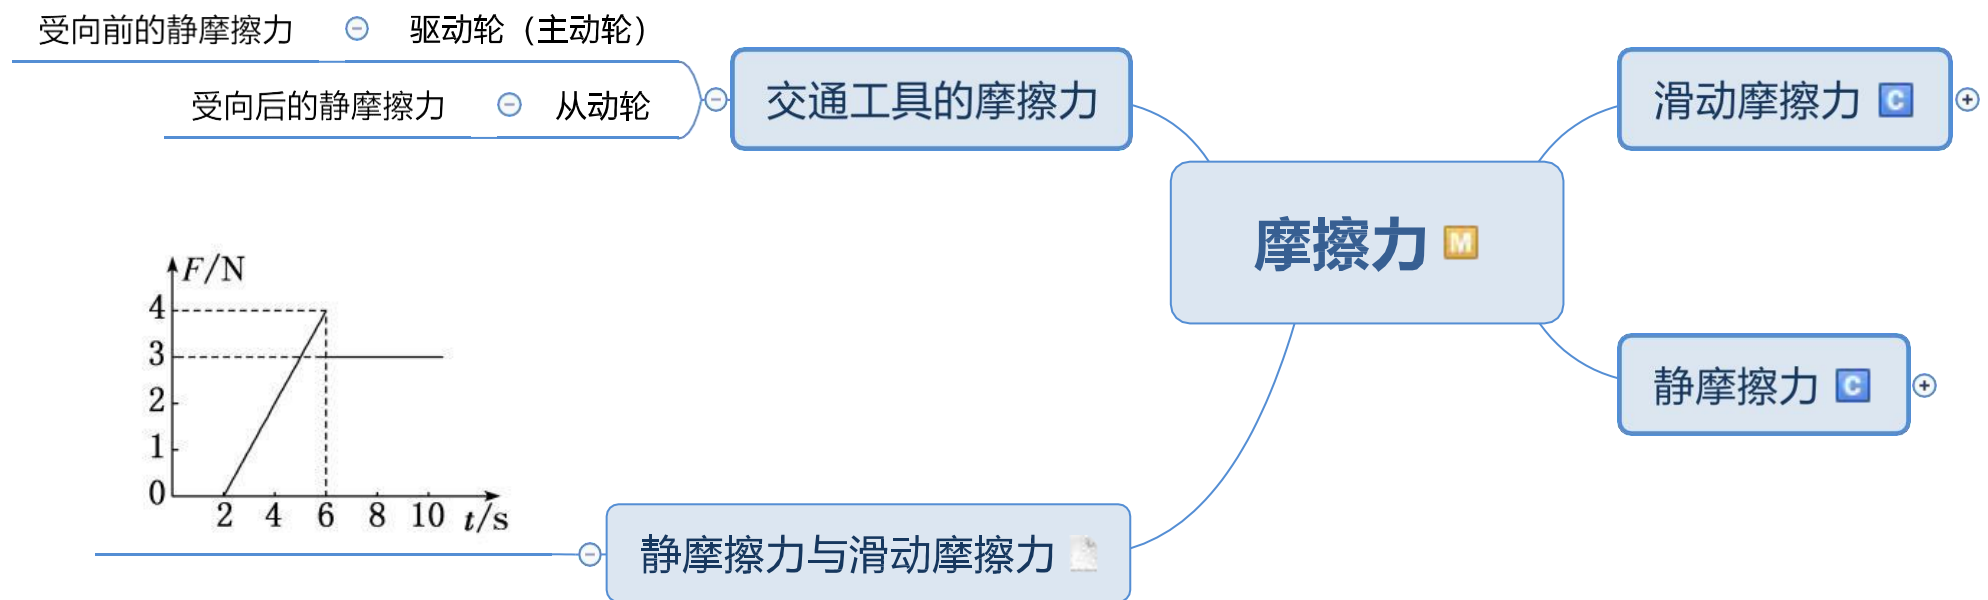 受向前的静摩擦力
驱动轮（主动轮）
受向后的静摩擦力
从动轮
交通工具的摩擦力
滑动摩擦力 C
摩擦力 M
静摩擦力 C
F/N
4
3
2
1
0
2 4 6 8 10 t/s
静摩擦力与滑动摩擦力